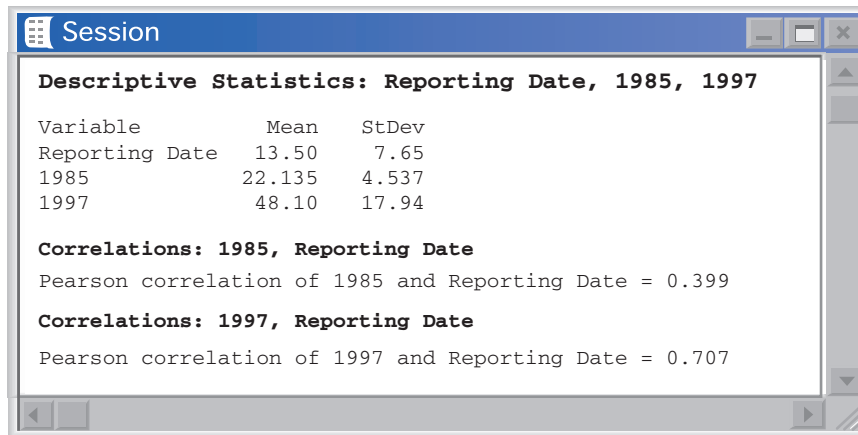 Session
Descriptive Statistics: Reporting Date, 1985, 1997
Variable Mean StDev
Reporting Date 13.50 7.65
1985 22.135 4.537
1997 48.10 17.94
Correlations: 1985, Reporting Date
Pearson correlation of 1985 and Reporting Date = 0.399
Correlations: 1997, Reporting Date
Pearson correlation of 1997 and Reporting Date = 0.707